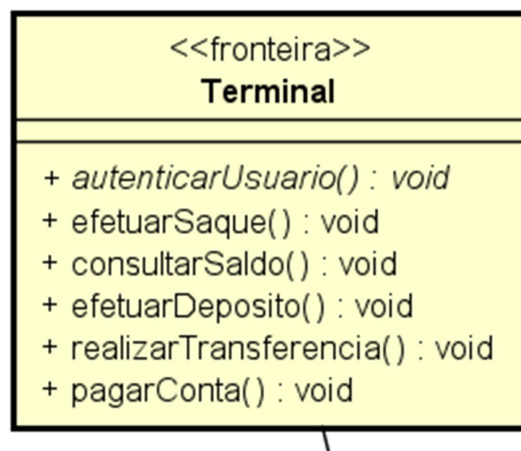 <<fronteira>>
Terminal
+ autenticarUsuario() : void
+ efetuarSaque() : void
+ consultarSaldo() : void
+ efetuarDeposito() : void
+ realizarTransferencia() : void
+ pagarConta() : void